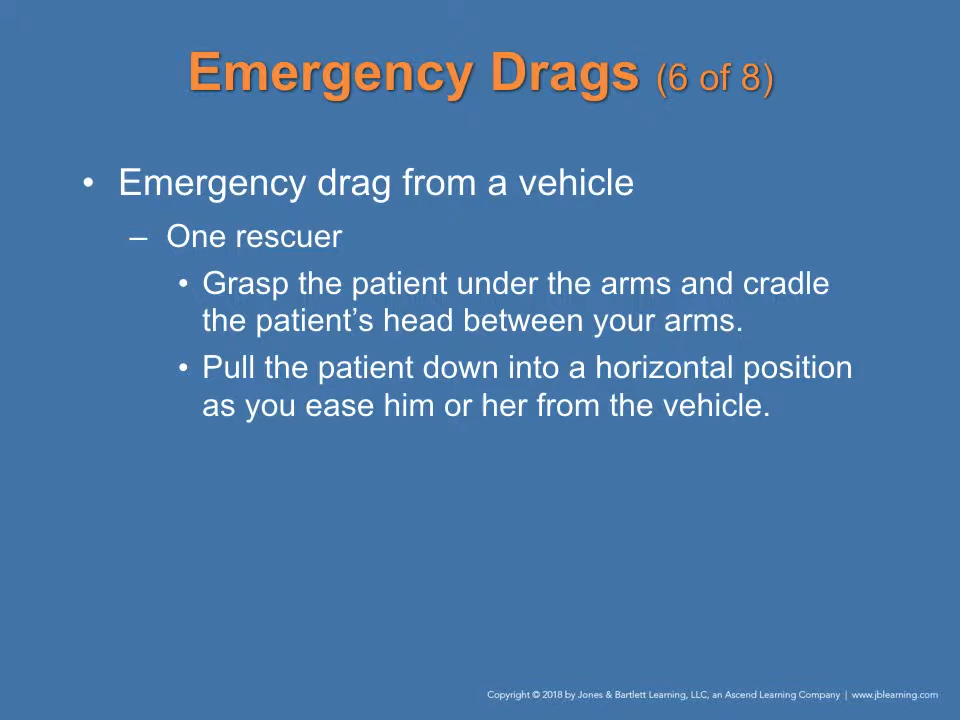 Emergency Drags (6 of 8)
• Emergency drag from a vehicle
– One rescuer
• Grasp the patient under the arms and cradle
the patient’s head between your arms.
• Pull the patient down into a horizontal position
as you ease him or her from the vehicle.
Copyright © 2018 by Jones & Bartlett Learning, LLC, an Ascend Learning Company | www.jblearning.com